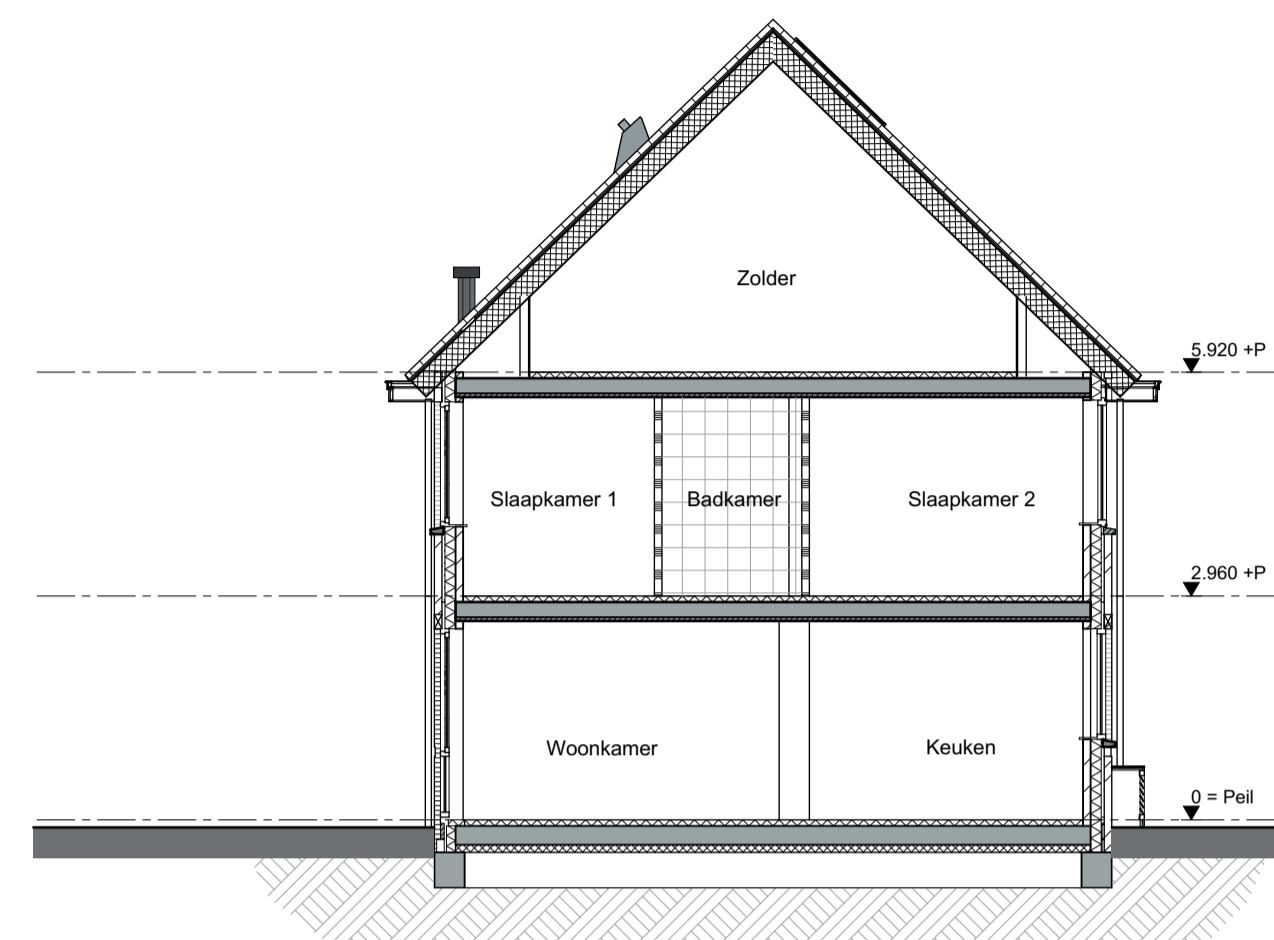 Zolder
5.920 +P
Slaapkamer 1
Badkamer
Slaapkamer 2
2.960 +P
Woonkamer
Keuken
0 = Peil